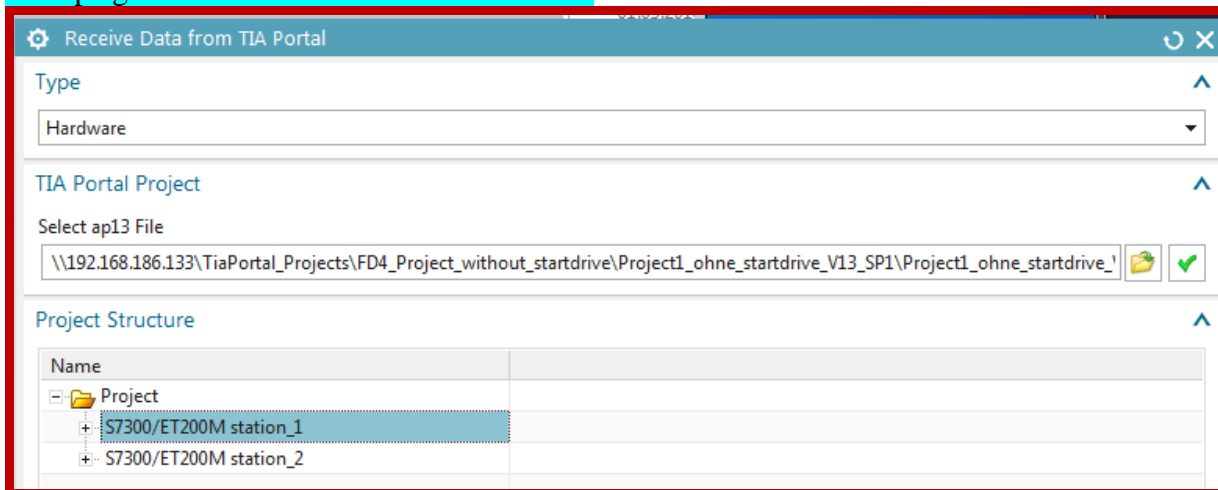 Receive Data from TIA Portal
Type
Hardware
TIA Portal Project
Select ap13 File
\\192.168.186.133\TiaPortal_Projects\FD4_Project_without_startdrive\Project1_ohne_startdrive_V13_SP1\Project1_ohne_startdrive_
Project Structure
Name
Project
S7300/ET200M station_1
S7300/ET200M station_2